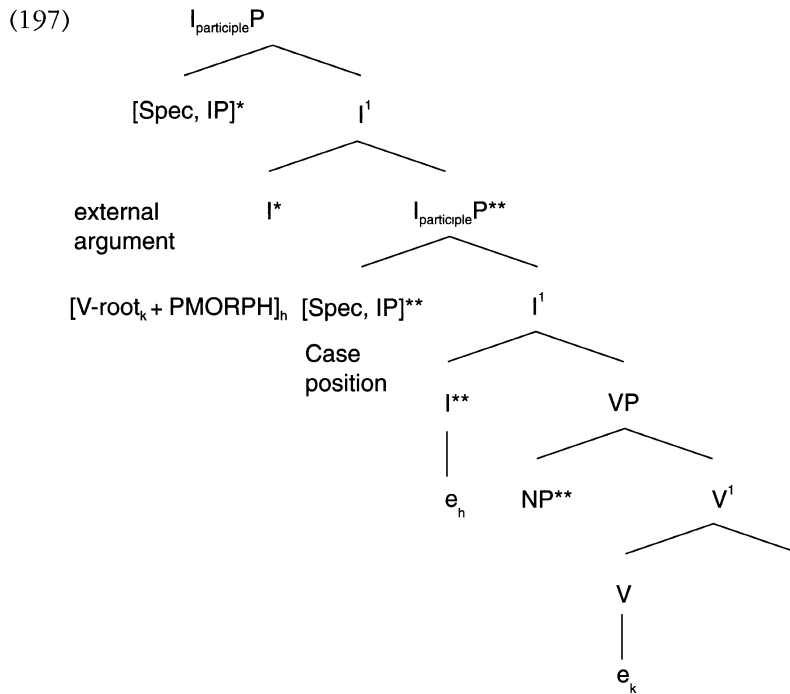 (197) IparticipleP
[Spec, IP]* I¹
external argument I* IparticipleP**
[V-rootₖ + PMORPH]ₕ [Spec, IP]** I¹
Case position
I** VP
eₕ NP** V¹
V
eₖ